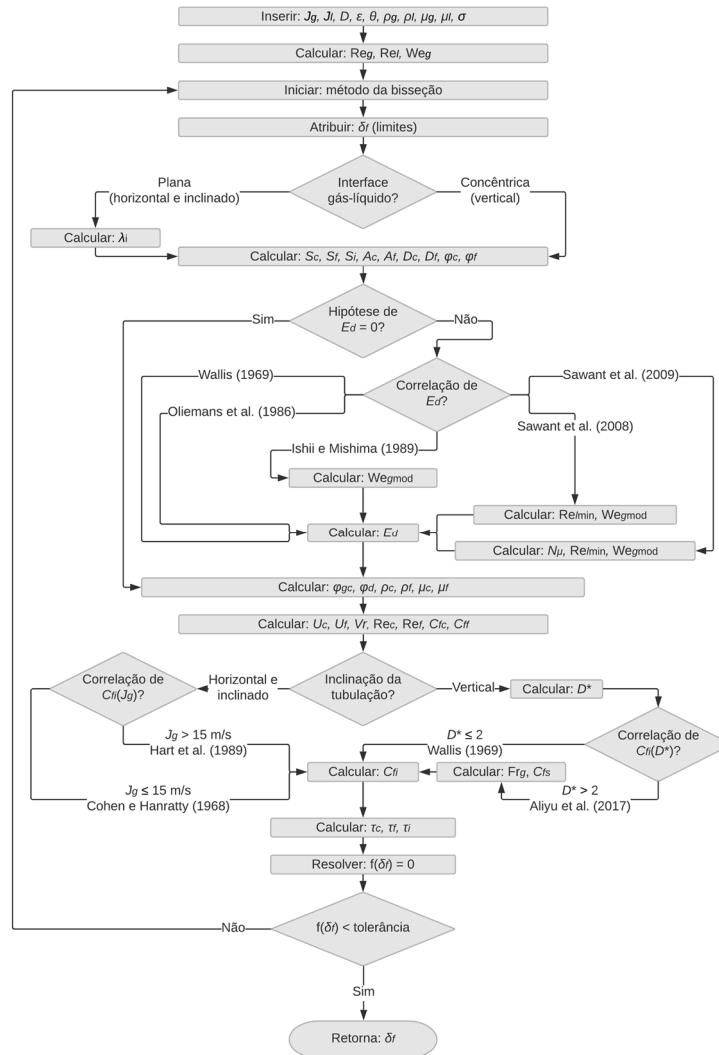 Inserir: Jg, Jl, D, ε, θ, ρg, ρl, μg, μl, σ
Calcular: Reg, Rel, Weg
Iniciar: método da bisseção
Atribuir: δf (limites)
Interface
gás-líquido?
Plana
(horizontal e inclinado)
Concêntrica
(vertical)
Calcular: λi
Calcular: Sc, Sf, Si, Ac, Af, Dc, Df, φc, φf
Hipótese de
Ed = 0?
Sim
Não
Correlação de
Ed?
Wallis (1969)
Sawant et al. (2009)
Oliemans et al. (1986)
Sawant et al. (2008)
Ishii e Mishima (1989)
Calcular: Wegmod
Calcular: Relmin, Wegmod
Calcular: Ed
Calcular: Nμ, Relmin, Wegmod
Calcular: φgc, φd, ρc, ρf, μc, μf
Calcular: Uc, Uf, Vr, Rec, Ref, Cfc, Cff
Correlação de
Cfi(Jg)?
Horizontal e
inclinado
Inclinação da
tubulação?
Vertical
Calcular: D*
Correlação de
Cfi(D*)?
Jg > 15 m/s
Hart et al. (1989)
D* ≤ 2
Wallis (1969)
Calcular: Cfi
Calcular: Frg, Cfs
Jg ≤ 15 m/s
Cohen e Hanratty (1968)
D* > 2
Aliyu et al. (2017)
Calcular: τc, τf, τi
Resolver: f(δf) = 0
f(δf) < tolerância
Não
Sim
Retorna: δf